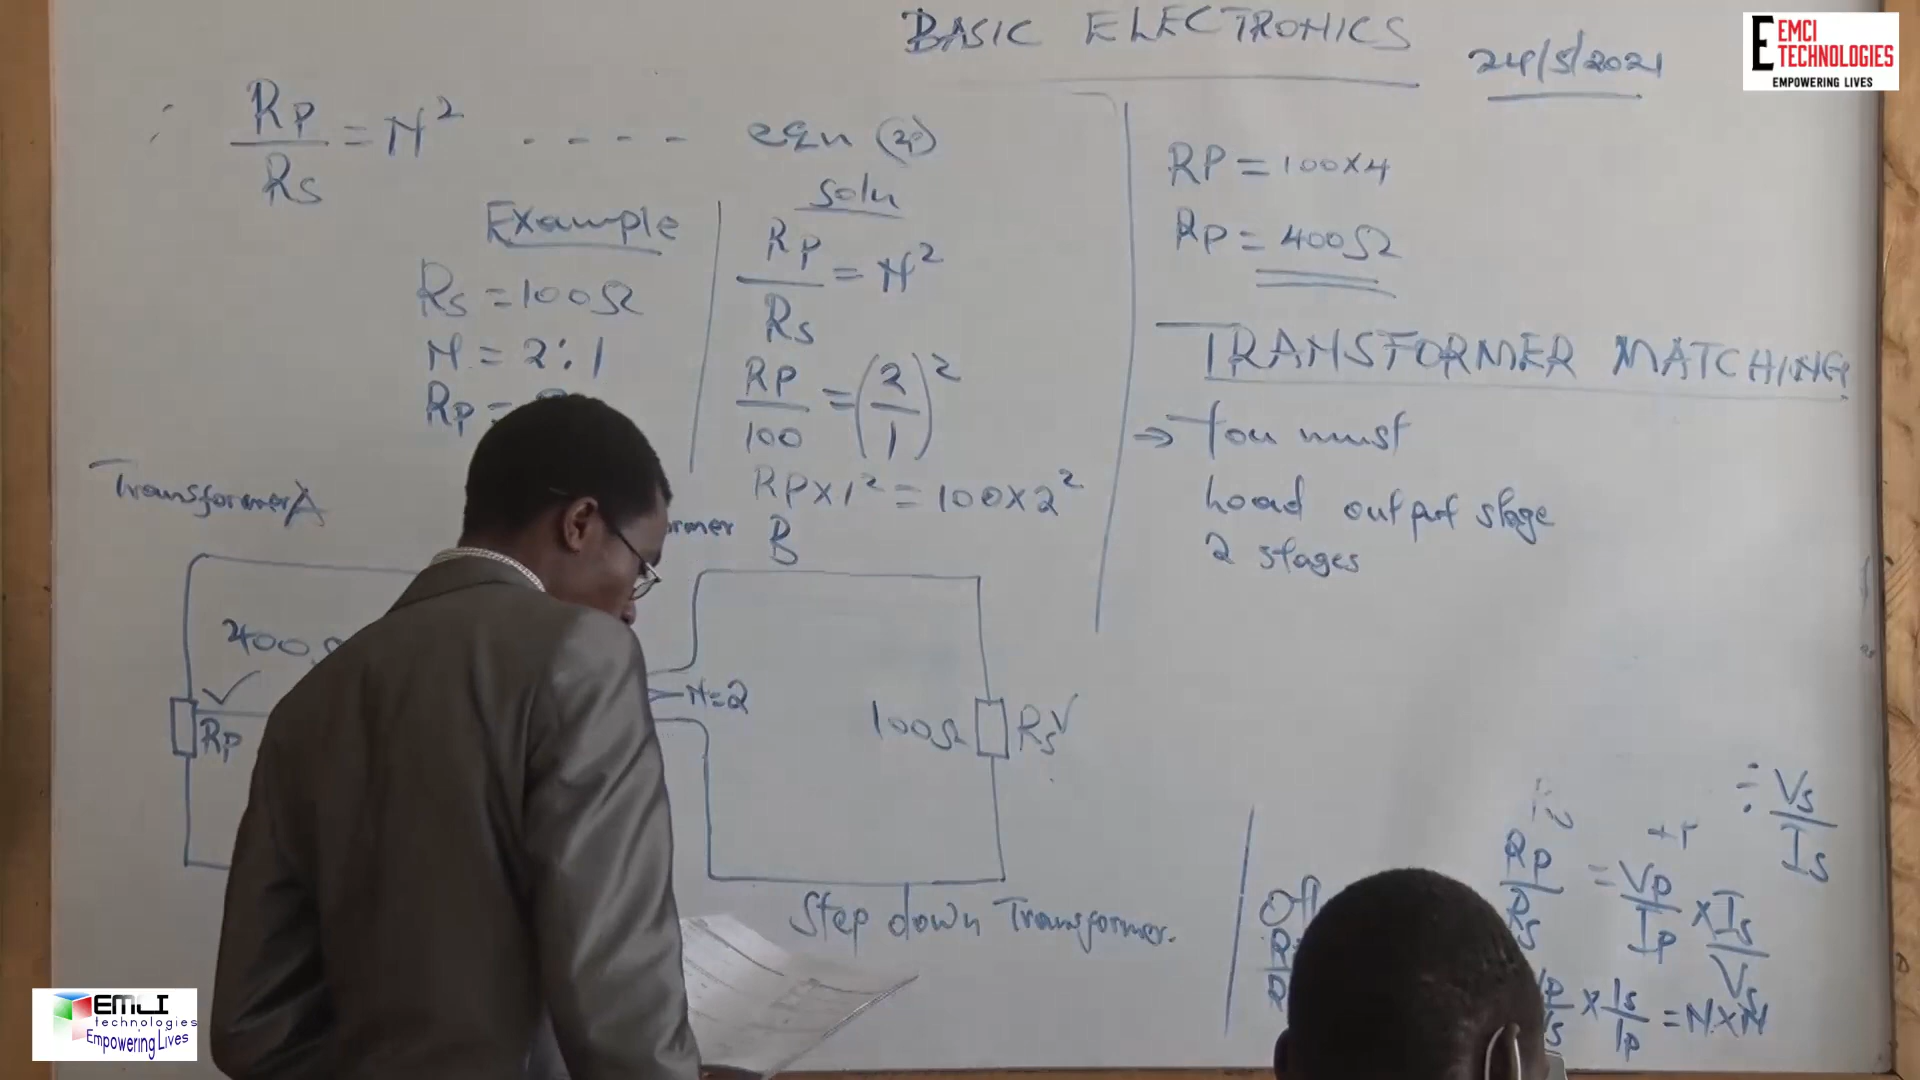 BASIC ELECTRONICS
24/5/2021
E EMCI
TECHNOLOGIES
EMPOWERING LIVES
∴ RP/RS = N² - - - - eqn (4)
Example
RS = 100Ω
N = 2:1
RP =
soln
RP/RS = N²
RP/100 = (2/1)²
RP×1² = 100×2²
RP = 100×4
RP = 400Ω
TRANSFORMER MATCHING
⇒ You must
Load output stage
2 stages
Transformer A
B
400
RP
N=2
100Ω
RS
Step down Transformer.
÷ VS/IS
RP/RS = VP/IP × IS/VS
× IS/IP = N×N
EMCI
technologies
Empowering Lives